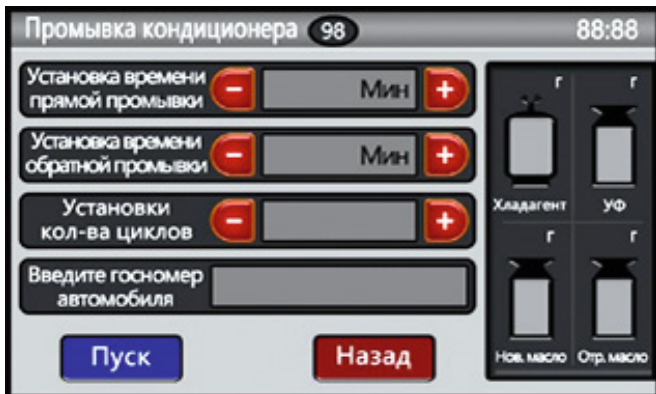 Промывка кондиционера 98 88:88
Установка времени
прямой промывки
- Мин +
Установка времени
обратной промывки
- Мин +
Установки
кол-ва циклов
- +
Введите госномер
автомобиля
Пуск Назад
г г
Хладагент УФ
г г
Нов. масло Отр. масло